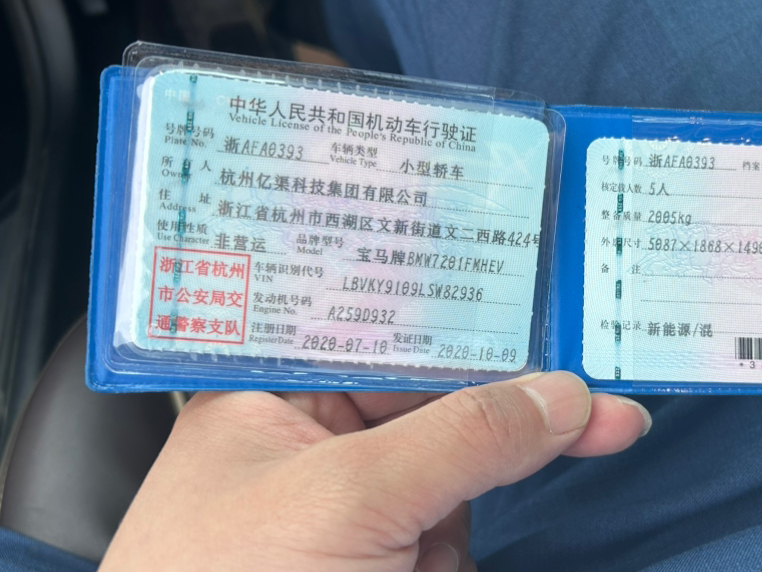 中华人民共和国机动车行驶证
Vehicle License of the People's Republic of China
号牌号码 浙AFA0393 车辆类型 小型轿车
Plate No. Vehicle Type
所有人 杭州亿渠科技集团有限公司
Owner
住址 浙江省杭州市西湖区文新街道文二西路424号
Address
使用性质 非营运 品牌型号 宝马牌BMW7201FMHEV
Use Character Model
浙江省杭州
市公安局交
通警察支队
车辆识别代号 LBVKY9109LSW82936
VIN
发动机号码 A259D932
Engine No.
注册日期 2020-07-10 发证日期 2020-10-09
Register Date Issue Date
号牌号码 浙AFA0393 档案
核定载人数 5人
整备质量 2005kg
外廓尺寸 5087×1868×1490
备注
检验记录 新能源/混